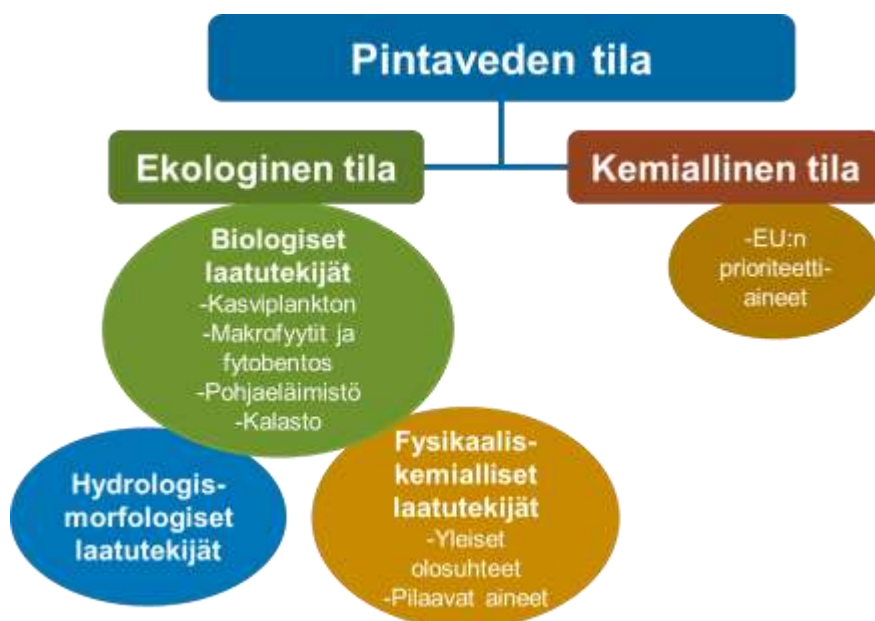 Pintaveden tila
Ekologinen tila
Kemiallinen tila
Biologiset
laatutekijät
-Kasviplankton
-Makrofyytit ja
fytobentos
-Pohjaeläimistö
-Kalasto
-EU:n
prioriteetti-
aineet
Hydrologis-
morfologiset
laatutekijät
Fysikaalis-
kemialliset
laatutekijät
-Yleiset
olosuhteet
-Pilaavat aineet